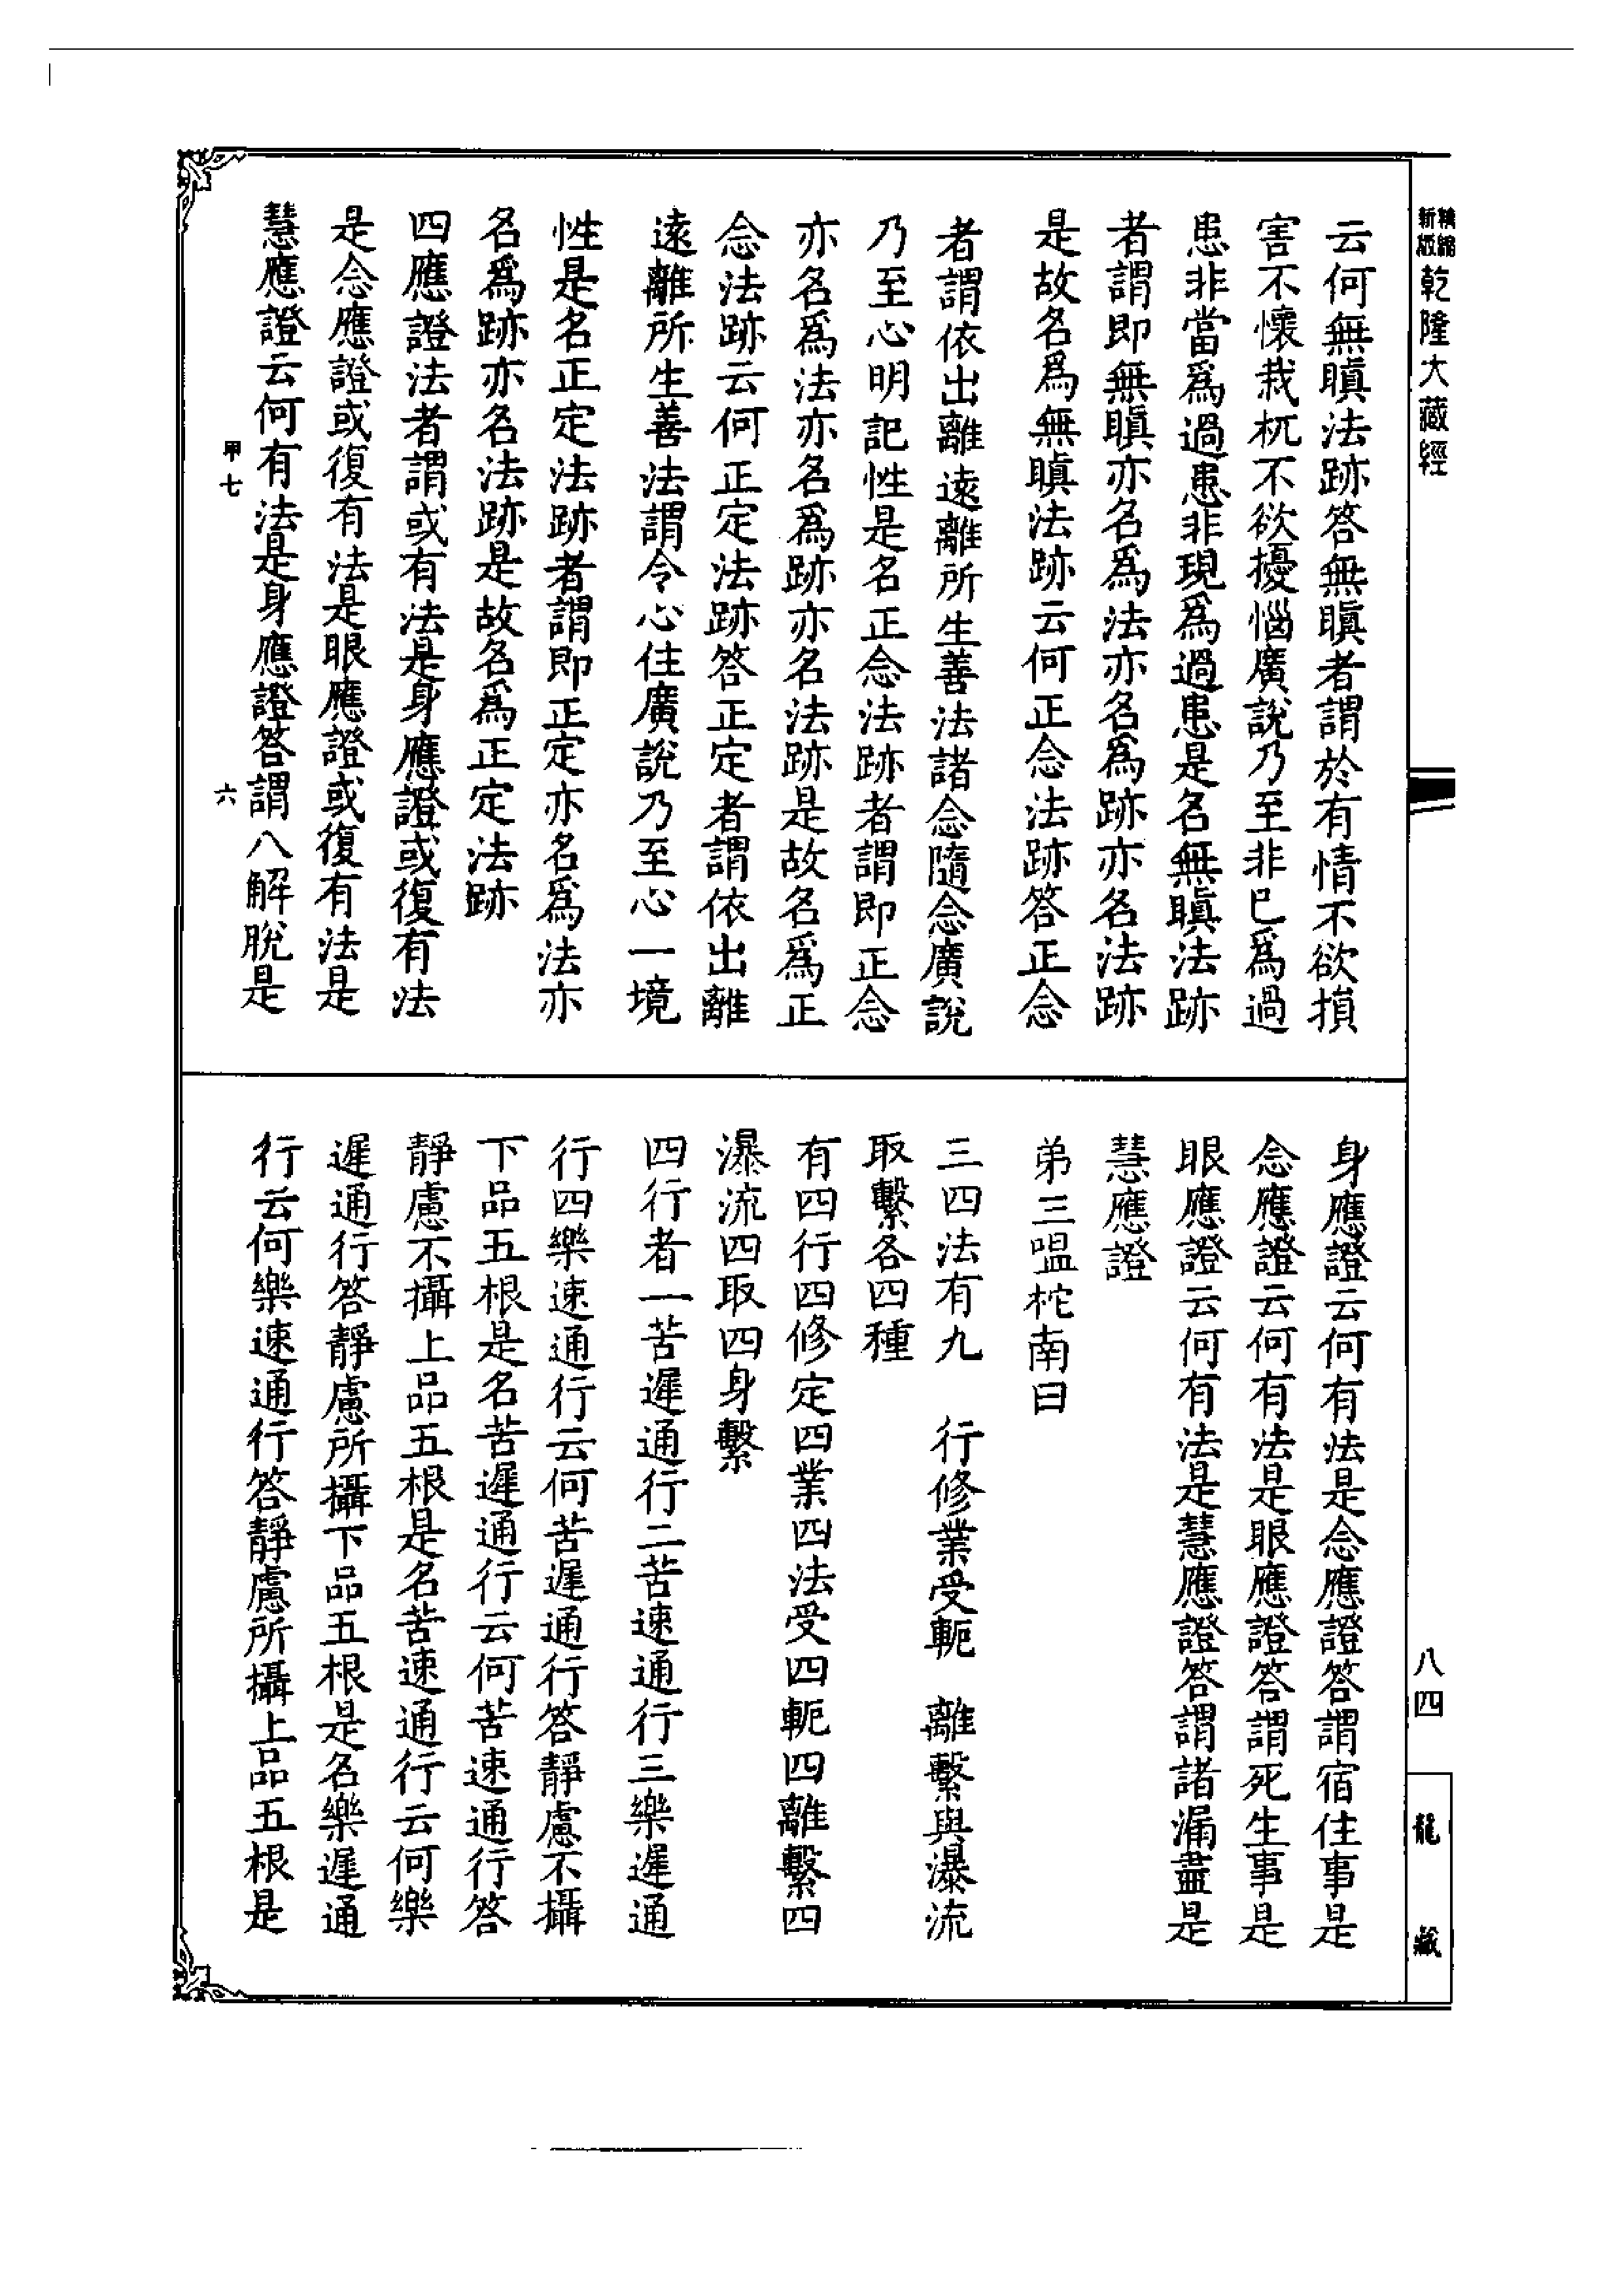 精綿新紙
乾隆大藏經
云何無瞋法跡答無瞋者謂於有情不欲損
害不懷栽杌不欲擾惱廣說乃至非已爲過
患非當爲過患非現爲過患是名無瞋法跡
者謂即無瞋亦名爲法亦名爲跡亦名法跡
是故名爲無瞋法跡云何正念法跡答正念
者謂依出離遠離所生善法諸念隨念廣說
乃至心明記性是名正念法跡者謂即正念
亦名爲法亦名爲跡亦名法跡是故名爲正
念法跡云何正定法跡答正定者謂依出離
遠離所生善法謂令心住廣說乃至心一境
性是名正定法跡者謂即正定亦名爲法亦
名爲跡亦名法跡是故名爲正定法跡
四應證法者謂或有法是身應證或復有法
是念應證或復有法是眼應證或復有法是
慧應證云何有法是身應證答謂八解脫是
甲七
六
身應證云何有法是念應證答謂宿住事是
念應證云何有法是眼應證答謂死生事是
眼應證云何有法是慧應證答謂諸漏盡是
慧應證
弟三嗢柁南曰
三四法有九 行修業受軛 離繫與瀑流
取繫各四種
有四行四修定四業四法受四軛四離繫四
瀑流四取四身繫
四行者一苦遲通行二苦速通行三樂遲通
行四樂速通行云何苦遲通行答靜慮不攝
下品五根是名苦遲通行云何苦速通行答
靜慮不攝上品五根是名苦速通行云何樂
遲通行答靜慮所攝下品五根是名樂遲通
行云何樂速通行答靜慮所攝上品五根是
八四
龍藏